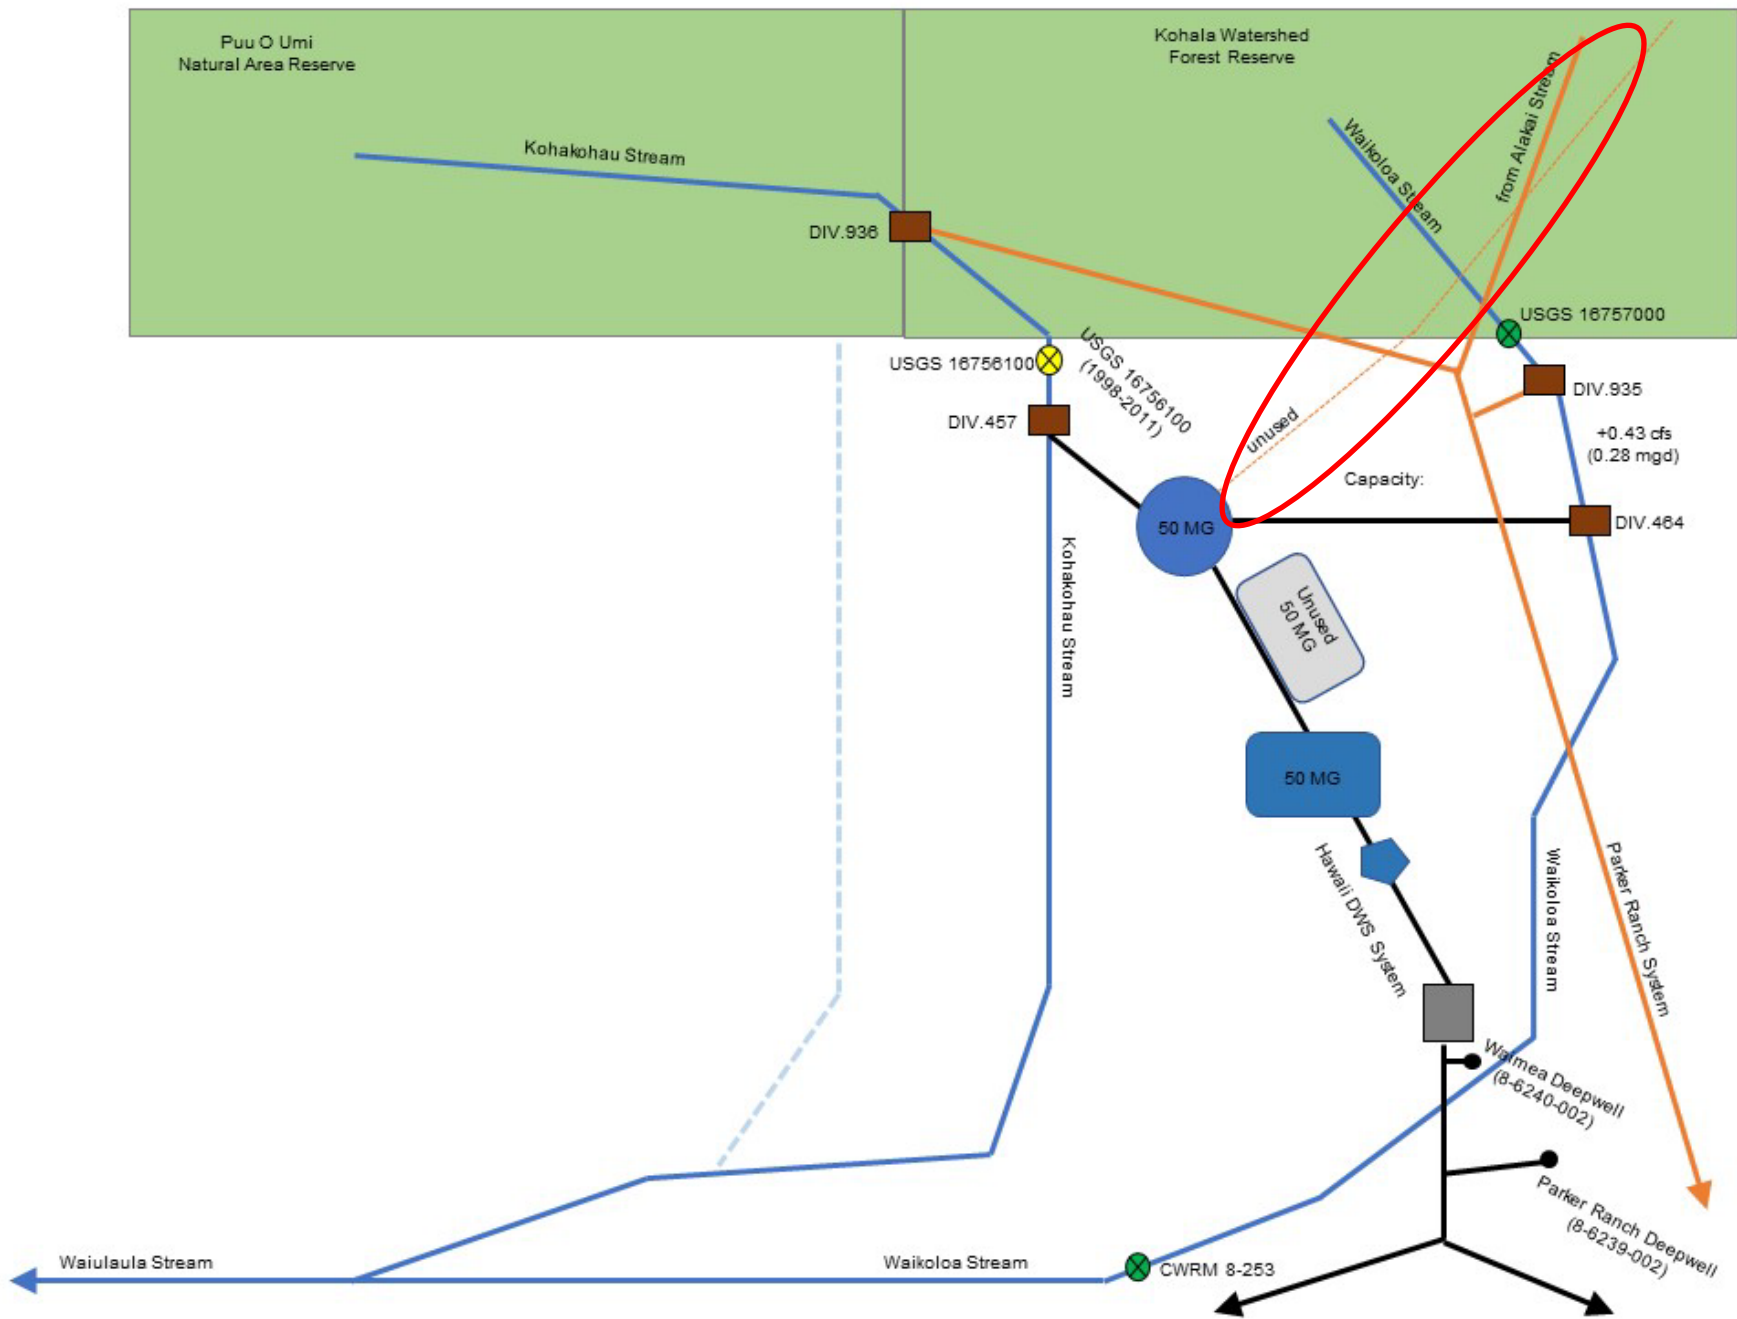 Puu O Umi
Natural Area Reserve
Kohala Watershed
Forest Reserve
from Alakai Stream
Waikoloa Stream
Kohakohau Stream
DIV.936
USGS 16757000
USGS 16756100
USGS 16756100
(1998-2011)
DIV.935
DIV.457
unused
+0.43 cfs
(0.28 mgd)
Capacity:
50 MG
DIV.464
Kohakohau Stream
Unused
50 MG
50 MG
Hawaii DWS System
Waikoloa Stream
Parker Ranch System
Waimea Deepwell
(8-6240-002)
Parker Ranch Deepwell
(8-6239-002)
Waiulaula Stream
Waikoloa Stream
CWRM 8-253